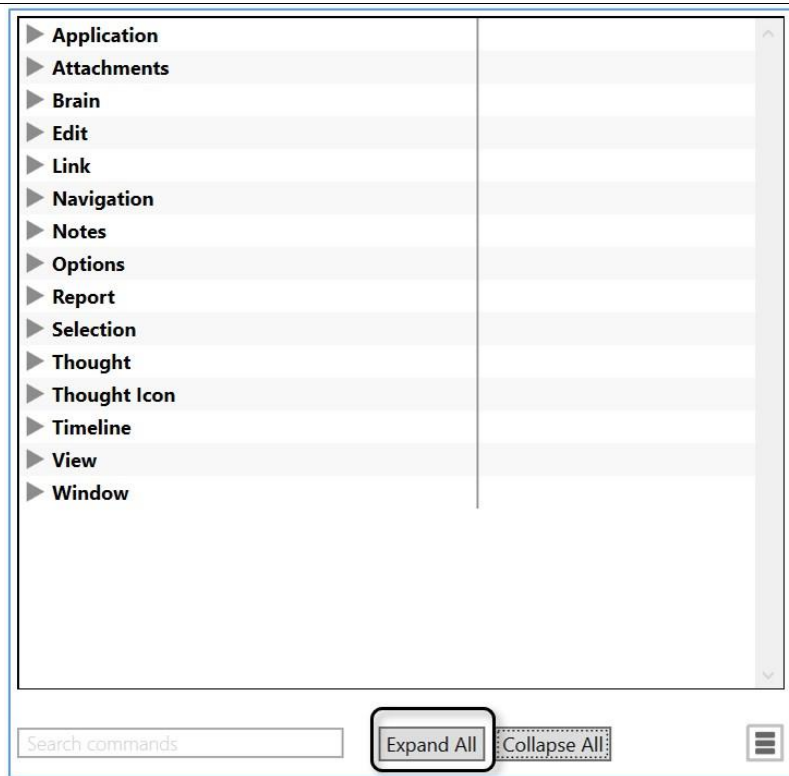 Application
Attachments
Brain
Edit
Link
Navigation
Notes
Options
Report
Selection
Thought
Thought Icon
Timeline
View
Window
Search commands
Expand All
Collapse All